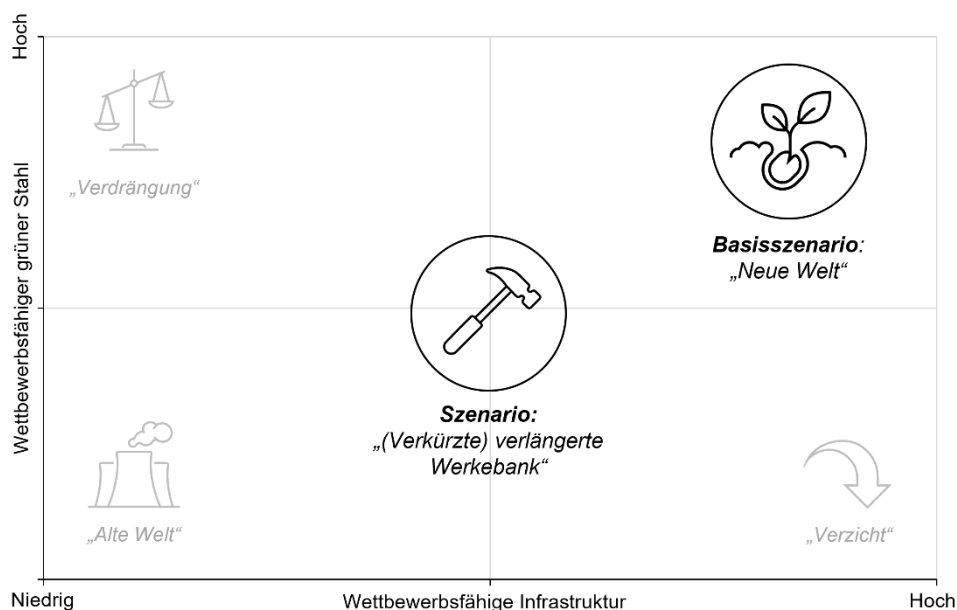 Hoch
Wettbewerbsfähiger grüner Stahl
„Verdrängung“
Basisszenario:
„Neue Welt“
Szenario:
„(Verkürzte) verlängerte
Werkebank“
„Alte Welt“
„Verzicht“
Niedrig
Wettbewerbsfähige Infrastruktur
Hoch